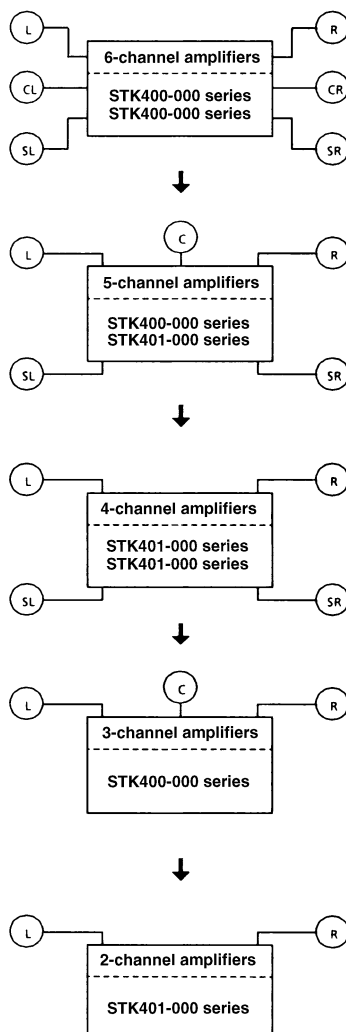 L
R
6-channel amplifiers
CL
CR
STK400-000 series
STK400-000 series
SL
SR
C
L
R
5-channel amplifiers
STK400-000 series
STK401-000 series
SL
SR
L
R
4-channel amplifiers
STK401-000 series
STK401-000 series
SL
SR
C
L
R
3-channel amplifiers
STK400-000 series
L
R
2-channel amplifiers
STK401-000 series